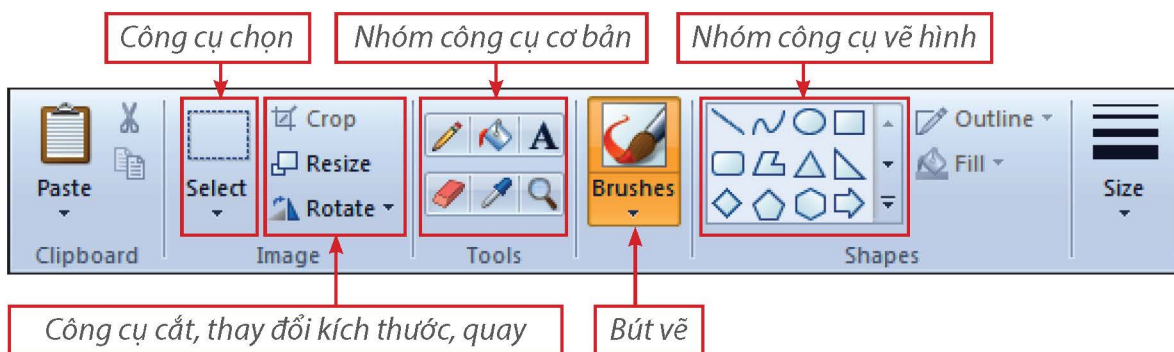 Công cụ chọn
Nhóm công cụ cơ bản
Nhóm công cụ vẽ hình
Paste
Select
Crop
Resize
Rotate
A
Brushes
Outline
Fill
Size
Clipboard
Image
Tools
Shapes
Công cụ cắt, thay đổi kích thước, quay
Bút vẽ